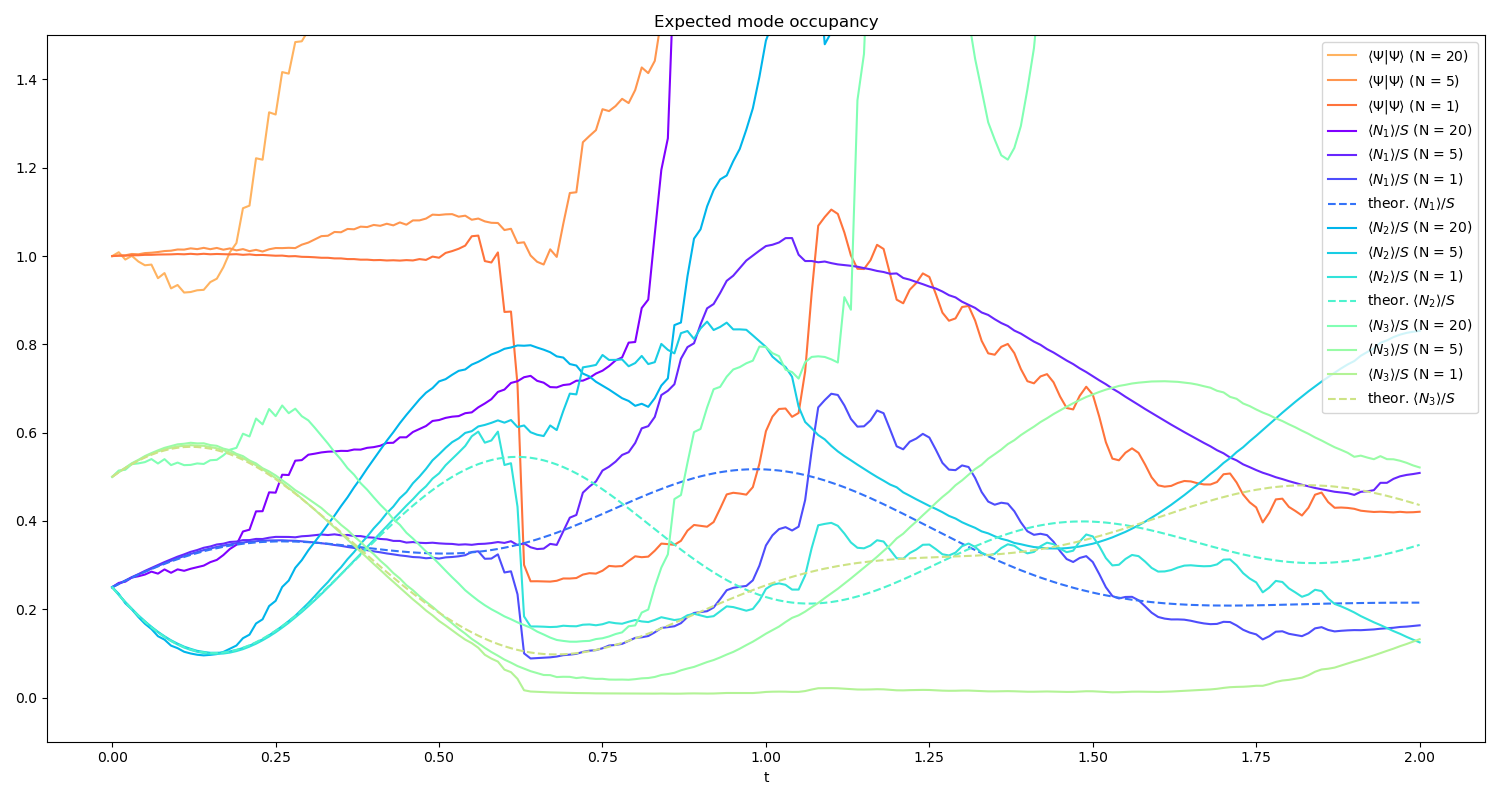 Expected mode occupancy
1.4
1.2
1.0
0.8
0.6
0.4
0.2
0.0
0.00 0.25 0.50 0.75 1.00 1.25 1.50 1.75 2.00
t
⟨Ψ|Ψ⟩ (N = 20)
⟨Ψ|Ψ⟩ (N = 5)
⟨Ψ|Ψ⟩ (N = 1)
⟨N₁⟩/S (N = 20)
⟨N₁⟩/S (N = 5)
⟨N₁⟩/S (N = 1)
theor. ⟨N₁⟩/S
⟨N₂⟩/S (N = 20)
⟨N₂⟩/S (N = 5)
⟨N₂⟩/S (N = 1)
theor. ⟨N₂⟩/S
⟨N₃⟩/S (N = 20)
⟨N₃⟩/S (N = 5)
⟨N₃⟩/S (N = 1)
theor. ⟨N₃⟩/S